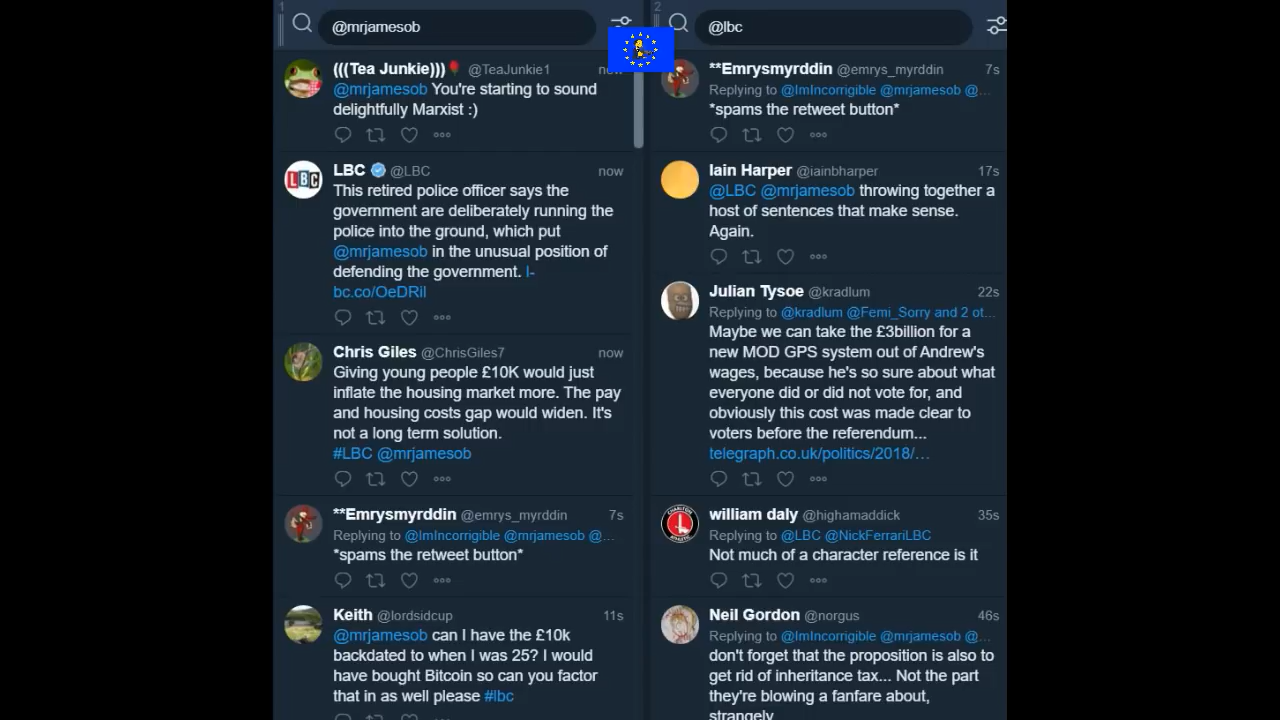 1
@mrjamesob
(((Tea Junkie)))🌹 @TeaJunkie1 now
@mrjamesob You're starting to sound
delightfully Marxist :)
LBC
LBC @LBC now
This retired police officer says the
government are deliberately running the
police into the ground, which put
@mrjamesob in the unusual position of
defending the government. l-
bc.co/OeDRil
Chris Giles @ChrisGiles7 now
Giving young people £10K would just
inflate the housing market more. The pay
and housing costs gap would widen. It's
not a long term solution.
#LBC @mrjamesob
**Emrysmyrddin @emrys_myrddin 7s
Replying to @ImIncorrigible @mrjamesob @...
*spams the retweet button*
Keith @lordsidcup 11s
@mrjamesob can I have the £10k
backdated to when I was 25? I would
have bought Bitcoin so can you factor
that in as well please #lbc
2
@lbc
**Emrysmyrddin @emrys_myrddin 7s
Replying to @ImIncorrigible @mrjamesob @...
*spams the retweet button*
Iain Harper @iainbharper 17s
@LBC @mrjamesob throwing together a
host of sentences that make sense.
Again.
Julian Tysoe @kradlum 22s
Replying to @kradlum @Femi_Sorry and 2 ot...
Maybe we can take the £3billion for a
new MOD GPS system out of Andrew's
wages, because he's so sure about what
everyone did or did not vote for, and
obviously this cost was made clear to
voters before the referendum...
telegraph.co.uk/politics/2018/...
william daly @highamaddick 35s
Replying to @LBC @NickFerrariLBC
Not much of a character reference is it
Neil Gordon @norgus 46s
Replying to @ImIncorrigible @mrjamesob @...
don't forget that the proposition is also to
get rid of inheritance tax... Not the part
they're blowing a fanfare about,
strangely